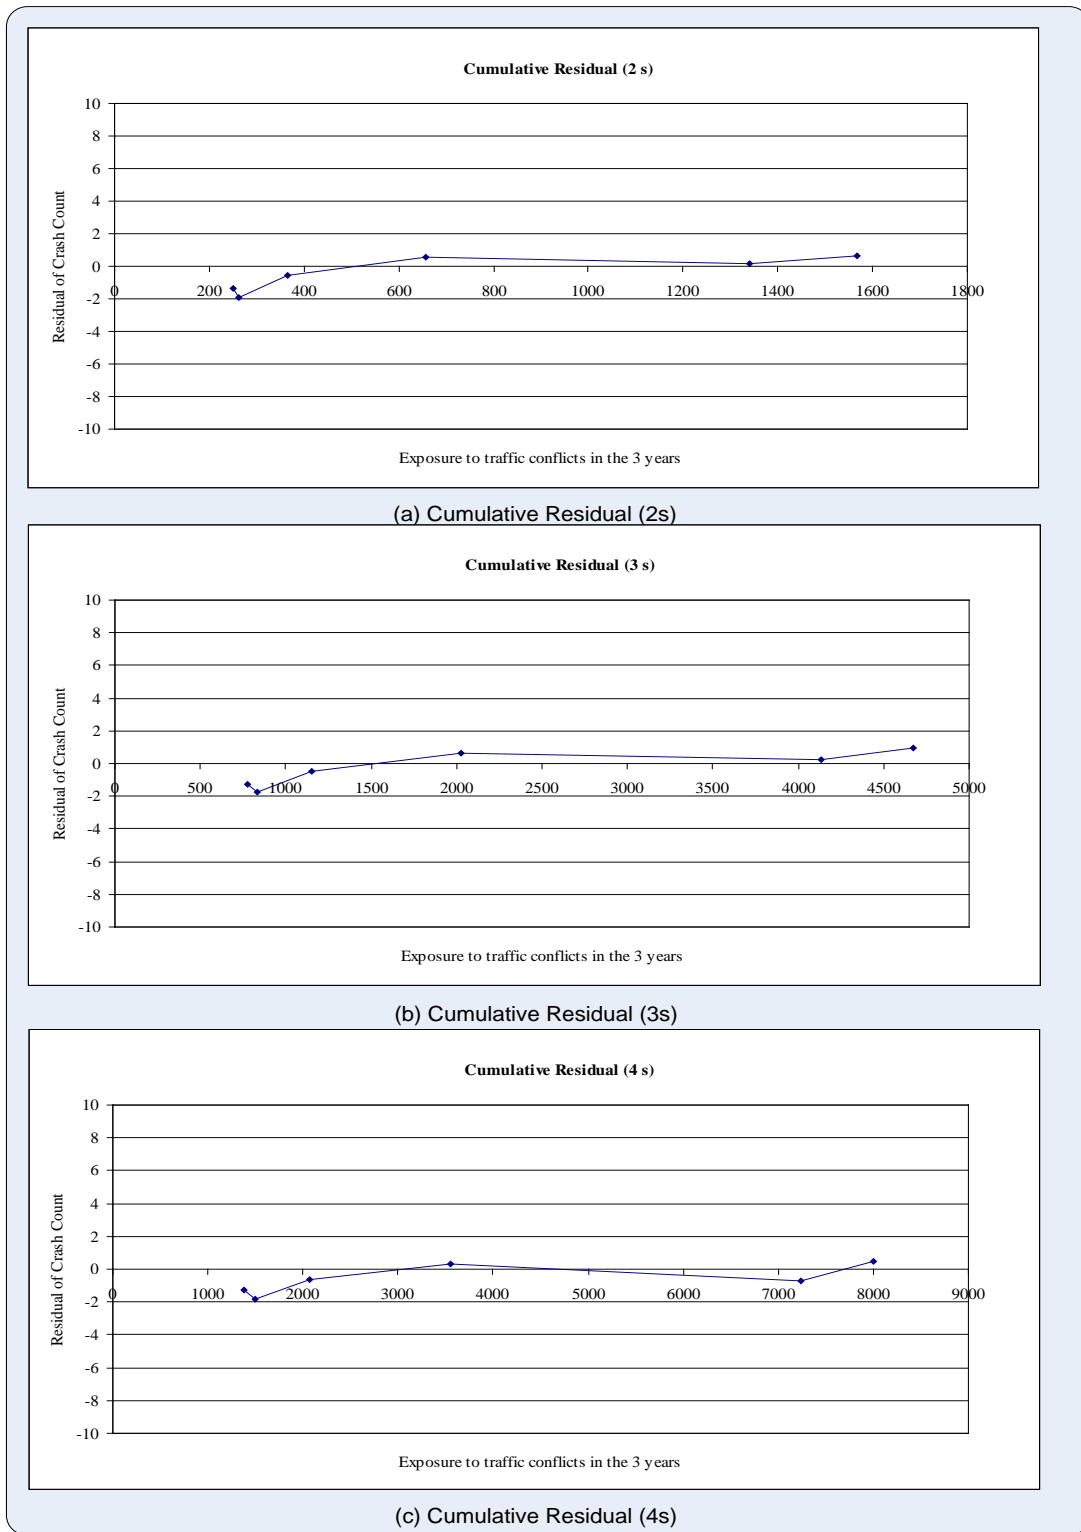 Cumulative Residual (2 s)
10
8
6
4
2
0
-2
-4
-6
-8
-10
0 200 400 600 800 1000 1200 1400 1600 1800
Residual of Crash Count
Exposure to traffic conflicts in the 3 years
(a) Cumulative Residual (2s)
Cumulative Residual (3 s)
10
8
6
4
2
0
-2
-4
-6
-8
-10
0 500 1000 1500 2000 2500 3000 3500 4000 4500 5000
Residual of Crash Count
Exposure to traffic conflicts in the 3 years
(b) Cumulative Residual (3s)
Cumulative Residual (4 s)
10
8
6
4
2
0
-2
-4
-6
-8
-10
0 1000 2000 3000 4000 5000 6000 7000 8000 9000
Residual of Crash Count
Exposure to traffic conflicts in the 3 years
(c) Cumulative Residual (4s)